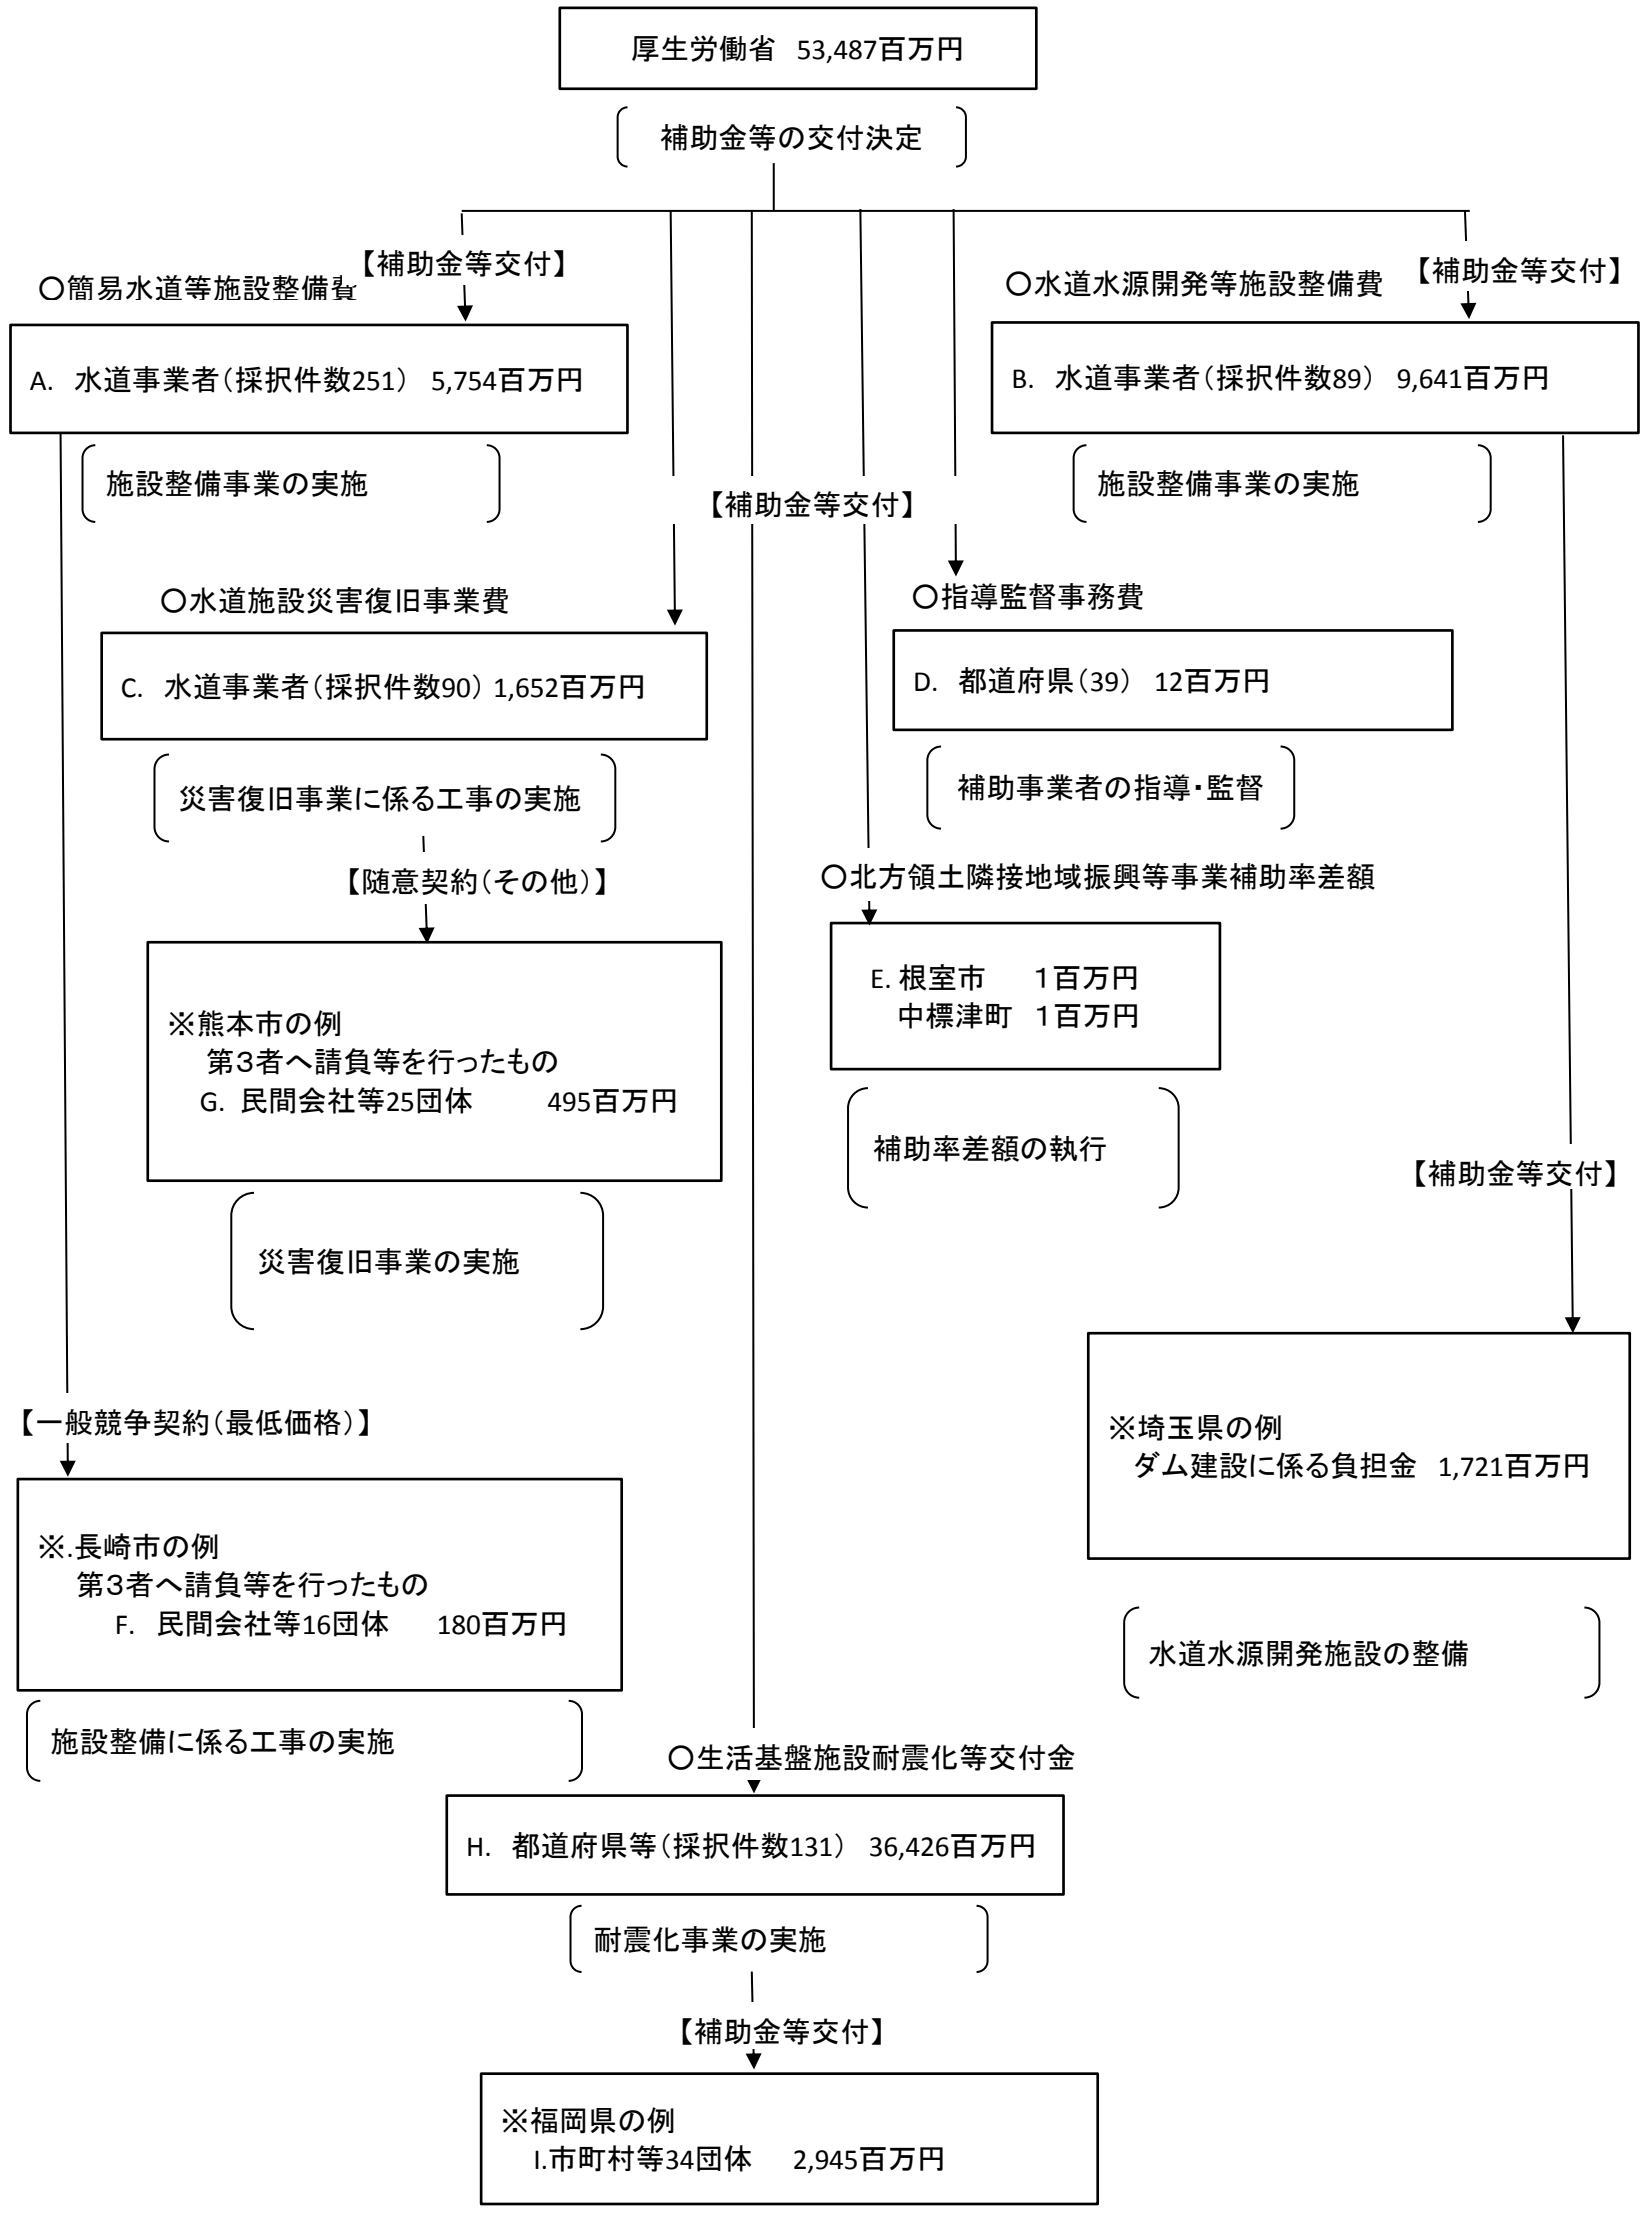 厚生労働省 53,487百万円
補助金等の交付決定
【補助金等交付】
〇簡易水道等施設整備費
A. 水道事業者（採択件数251） 5,754百万円
施設整備事業の実施
〇水道水源開発等施設整備費
【補助金等交付】
B. 水道事業者（採択件数89） 9,641百万円
施設整備事業の実施
【補助金等交付】
〇水道施設災害復旧事業費
C. 水道事業者（採択件数90） 1,652百万円
災害復旧事業に係る工事の実施
【随意契約（その他）】
※熊本市の例
第３者へ請負等を行ったもの
G. 民間会社等25団体 495百万円
災害復旧事業の実施
〇指導監督事務費
D. 都道府県（39） 12百万円
補助事業者の指導・監督
〇北方領土隣接地域振興等事業補助率差額
E. 根室市 １百万円
中標津町 １百万円
補助率差額の執行
【補助金等交付】
※埼玉県の例
ダム建設に係る負担金 1,721百万円
水道水源開発施設の整備
【一般競争契約（最低価格）】
※.長崎市の例
第３者へ請負等を行ったもの
F. 民間会社等16団体 180百万円
施設整備に係る工事の実施
〇生活基盤施設耐震化等交付金
H. 都道府県等（採択件数131） 36,426百万円
耐震化事業の実施
【補助金等交付】
※福岡県の例
I.市町村等34団体 2,945百万円